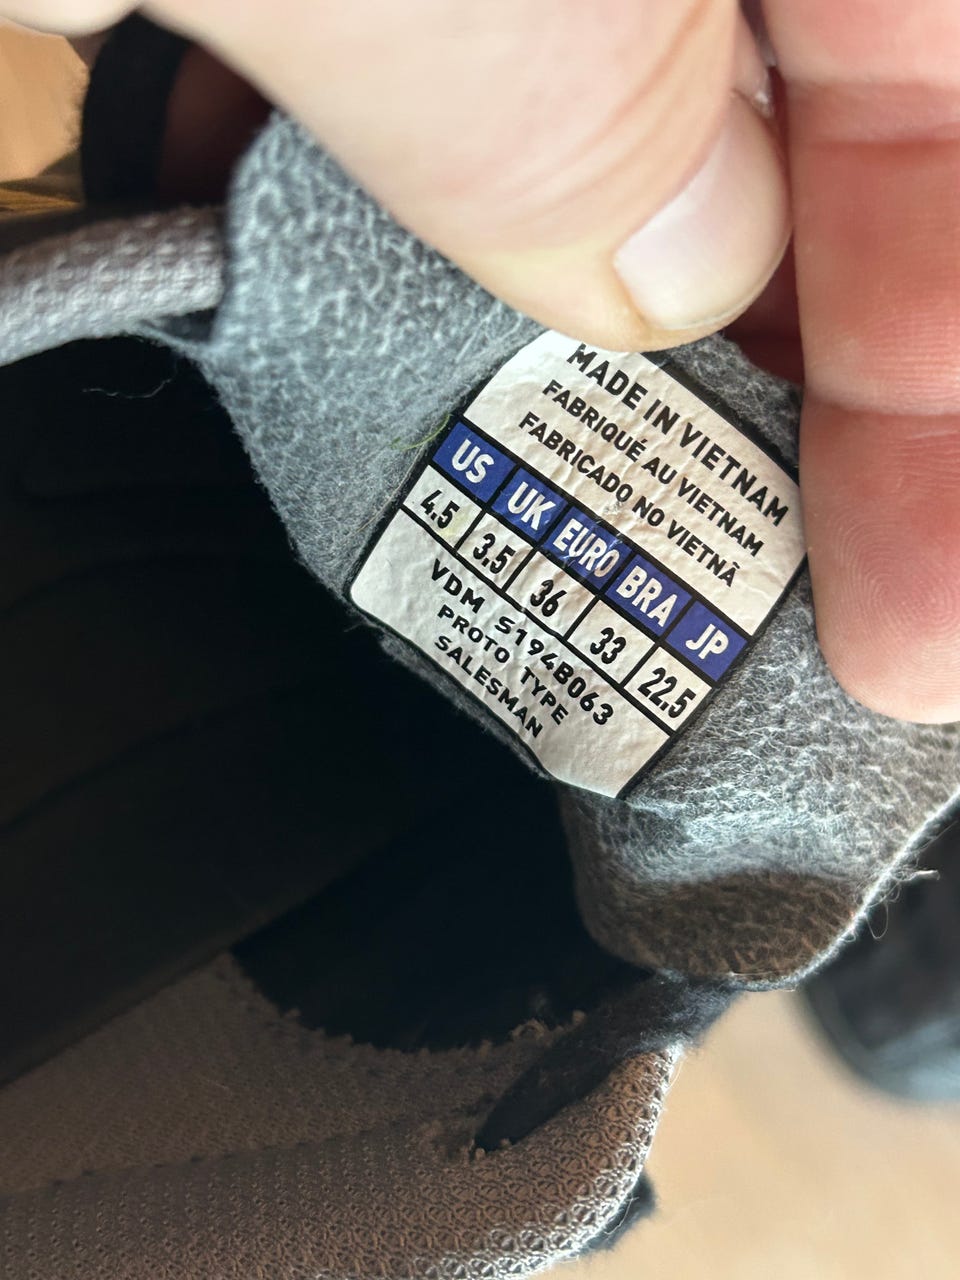 MADE IN VIETNAM
FABRIQUÉ AU VIETNAM
FABRICADO NO VIETNÃ
US UK EURO BRA JP
4.5 3.5 36 33 22.5
VDM S194B063
PROTO TYPE
SALESMAN